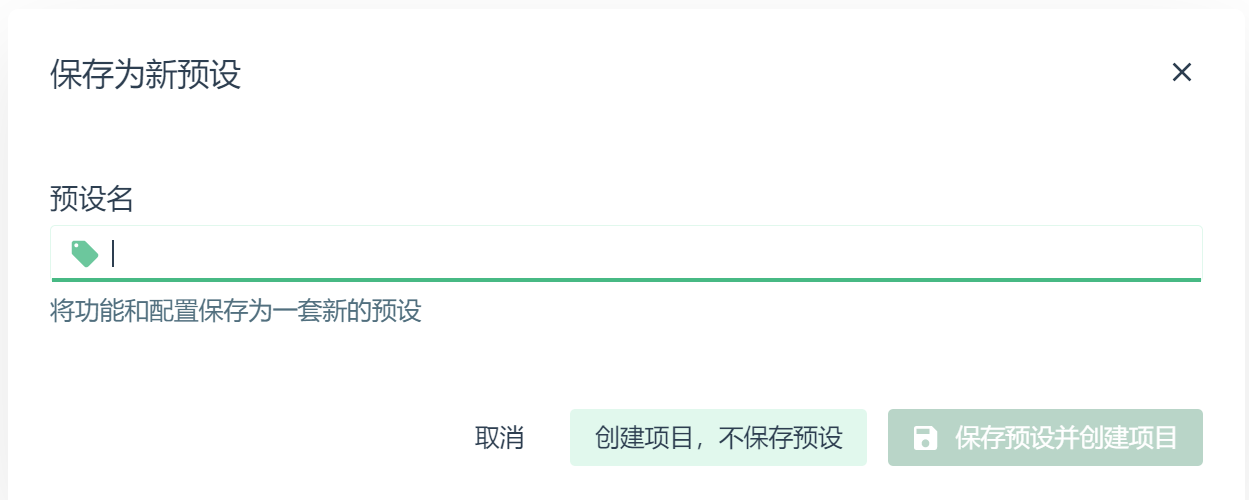 保存为新预设
预设名
将功能和配置保存为一套新的预设
取消
创建项目，不保存预设
保存预设并创建项目